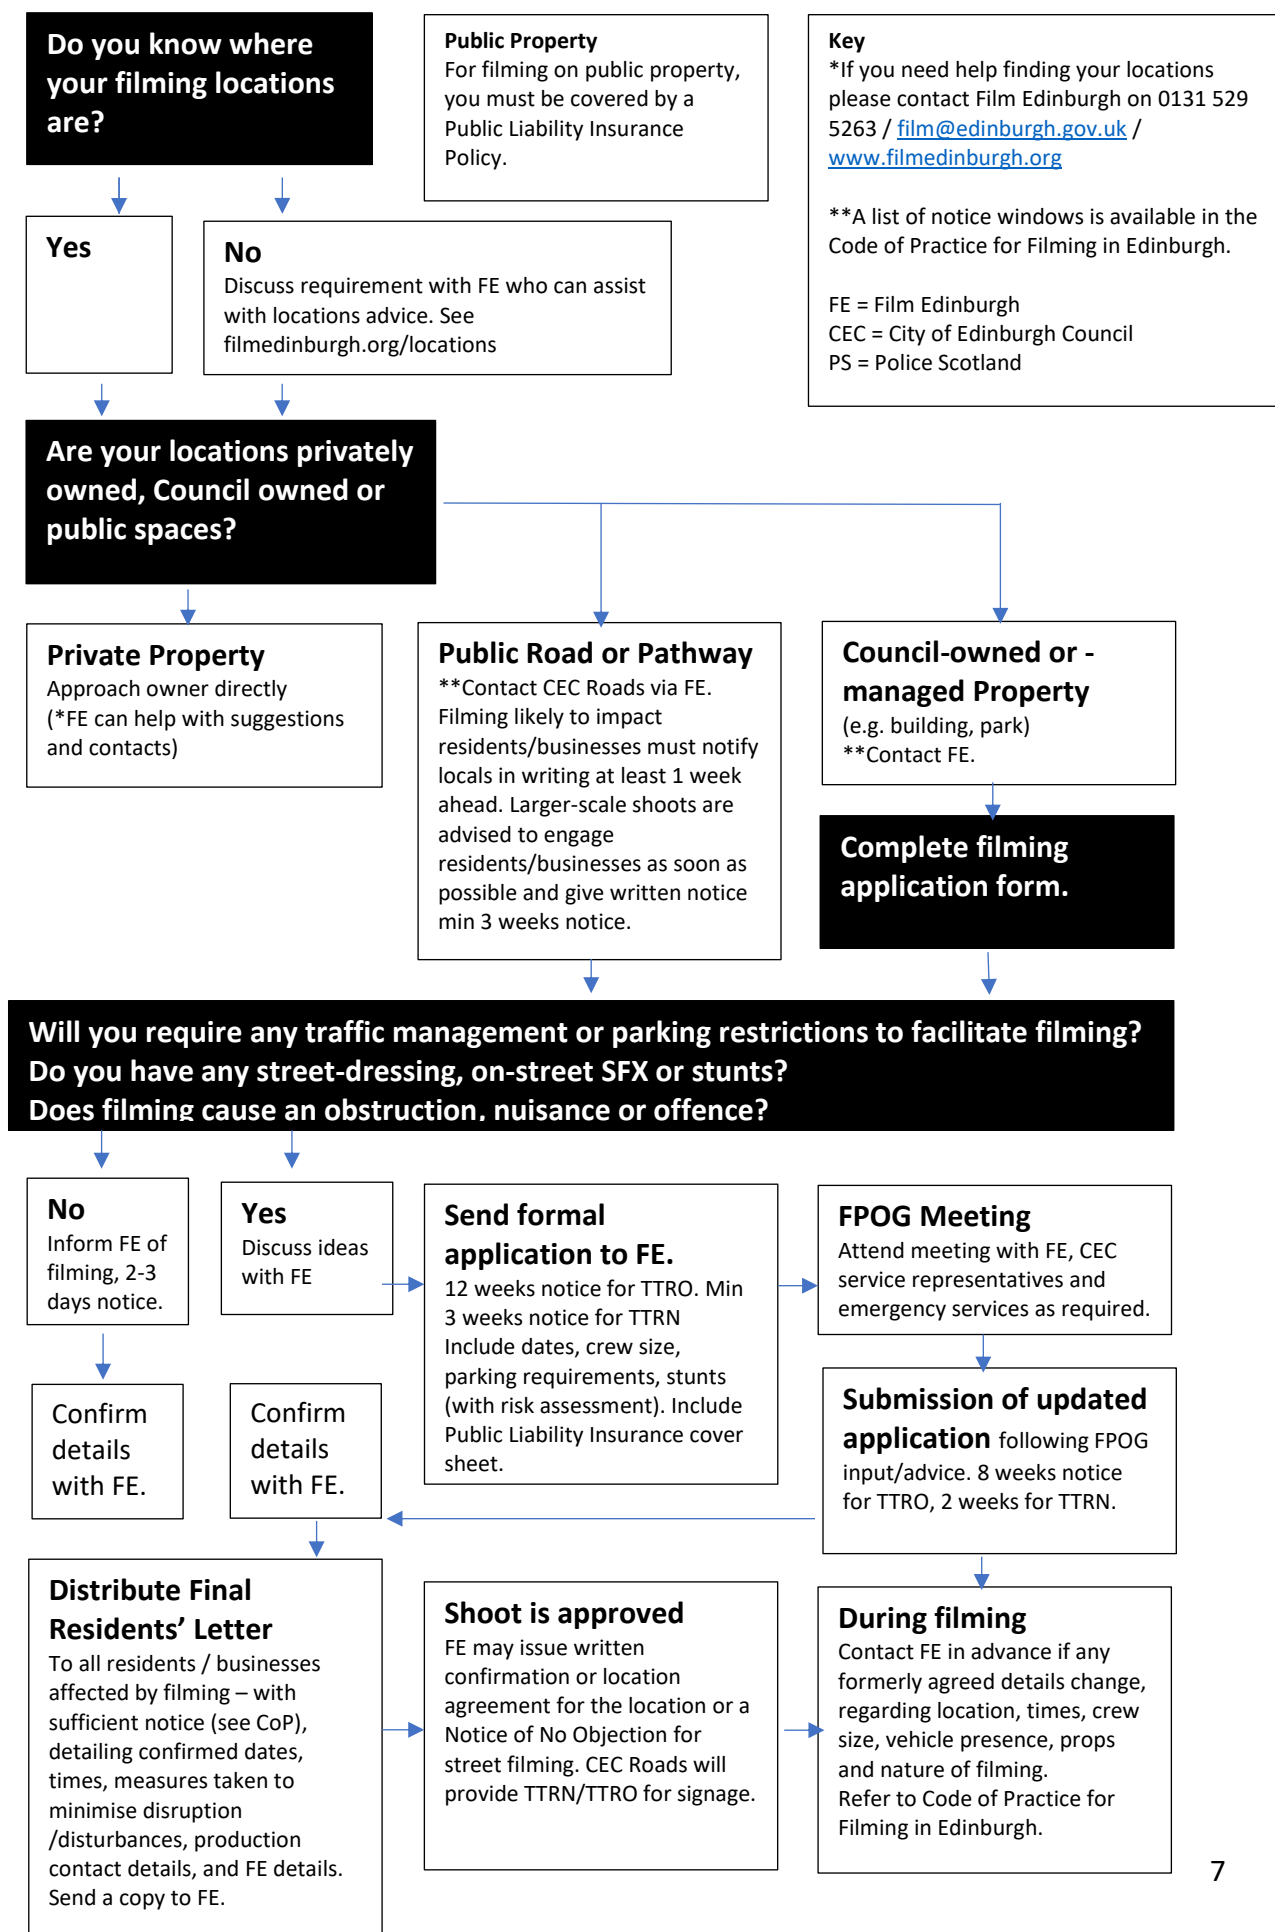 Do you know where
your filming locations
are?
Public Property
For filming on public property,
you must be covered by a
Public Liability Insurance
Policy.
Key
*If you need help finding your locations
please contact Film Edinburgh on 0131 529
5263 / film@edinburgh.gov.uk /
www.filmedinburgh.org
**A list of notice windows is available in the
Code of Practice for Filming in Edinburgh.
FE = Film Edinburgh
CEC = City of Edinburgh Council
PS = Police Scotland
Yes
No
Discuss requirement with FE who can assist
with locations advice. See
filmedinburgh.org/locations
Are your locations privately
owned, Council owned or
public spaces?
Private Property
Approach owner directly
(*FE can help with suggestions
and contacts)
Public Road or Pathway
**Contact CEC Roads via FE.
Filming likely to impact
residents/businesses must notify
locals in writing at least 1 week
ahead. Larger-scale shoots are
advised to engage
residents/businesses as soon as
possible and give written notice
min 3 weeks notice.
Council-owned or -
managed Property
(e.g. building, park)
**Contact FE.
Complete filming
application form.
Will you require any traffic management or parking restrictions to facilitate filming?
Do you have any street-dressing, on-street SFX or stunts?
Does filming cause an obstruction, nuisance or offence?
No
Inform FE of
filming, 2-3
days notice.
Yes
Discuss ideas
with FE
Send formal
application to FE.
12 weeks notice for TTRO. Min
3 weeks notice for TTRN
Include dates, crew size,
parking requirements, stunts
(with risk assessment). Include
Public Liability Insurance cover
sheet.
FPOG Meeting
Attend meeting with FE, CEC
service representatives and
emergency services as required.
Confirm
details
with FE.
Confirm
details
with FE.
Submission of updated
application following FPOG
input/advice. 8 weeks notice
for TTRO, 2 weeks for TTRN.
Distribute Final
Residents’ Letter
To all residents / businesses
affected by filming – with
sufficient notice (see CoP),
detailing confirmed dates,
times, measures taken to
minimise disruption
/disturbances, production
contact details, and FE details.
Send a copy to FE.
Shoot is approved
FE may issue written
confirmation or location
agreement for the location or a
Notice of No Objection for
street filming. CEC Roads will
provide TTRN/TTRO for signage.
During filming
Contact FE in advance if any
formerly agreed details change,
regarding location, times, crew
size, vehicle presence, props
and nature of filming.
Refer to Code of Practice for
Filming in Edinburgh.
7